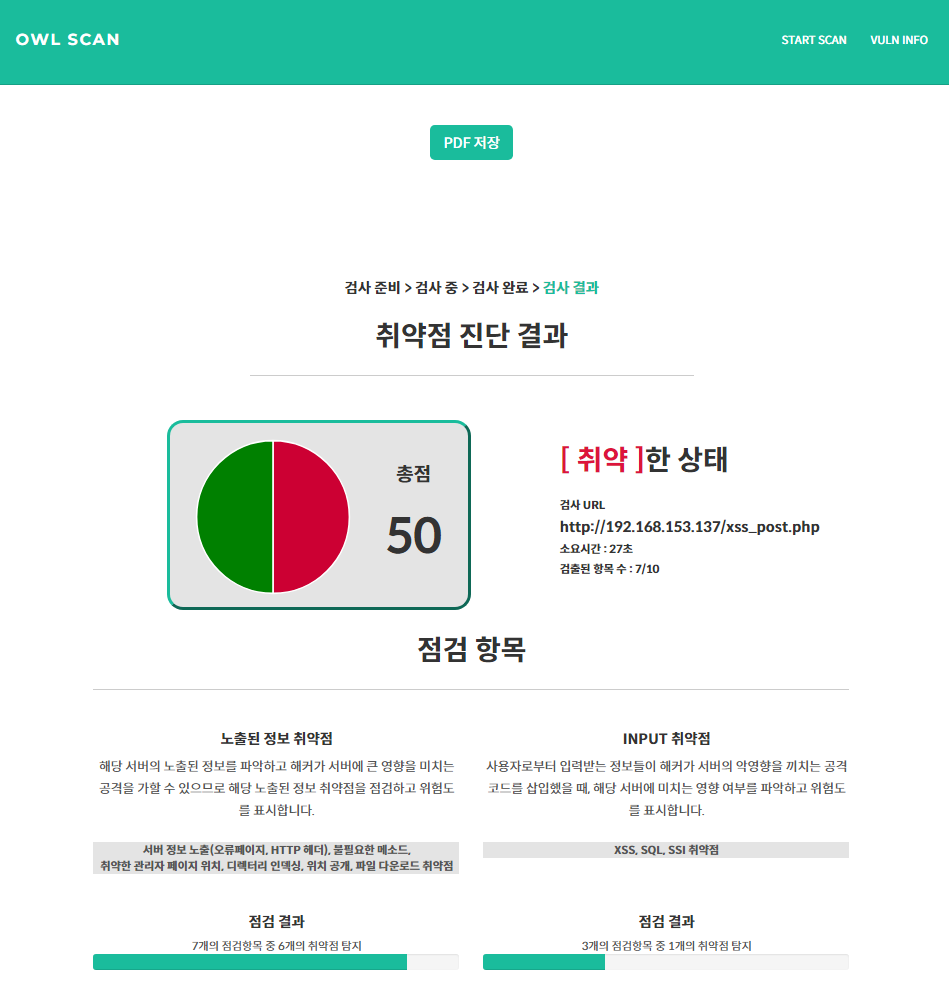 OWL SCAN
START SCAN
VULN INFO
PDF 저장
검사 준비 > 검사 중 > 검사 완료 > 검사 결과
취약점 진단 결과
총점
50
[ 취약 ]한 상태
검사 URL
http://192.168.153.137/xss_post.php
소요시간 : 27초
검출된 항목 수 : 7/10
점검 항목
노출된 정보 취약점
해당 서버의 노출된 정보를 파악하고 해커가 서버에 큰 영향을 미치는
공격을 가할 수 있으므로 해당 노출된 정보 취약점을 점검하고 위험도
를 표시합니다.
서버 정보 노출(오류페이지, HTTP 헤더), 불필요한 메소드,
취약한 관리자 페이지 위치, 디렉터리 인덱싱, 위치 공개, 파일 다운로드 취약점
점검 결과
7개의 점검항목 중 6개의 취약점 탐지
INPUT 취약점
사용자로부터 입력받는 정보들이 해커가 서버의 악영향을 끼치는 공격
코드를 삽입했을 때, 해당 서버에 미치는 영향 여부를 파악하고 위험도
를 표시합니다.
XSS, SQL, SSI 취약점
점검 결과
3개의 점검항목 중 1개의 취약점 탐지